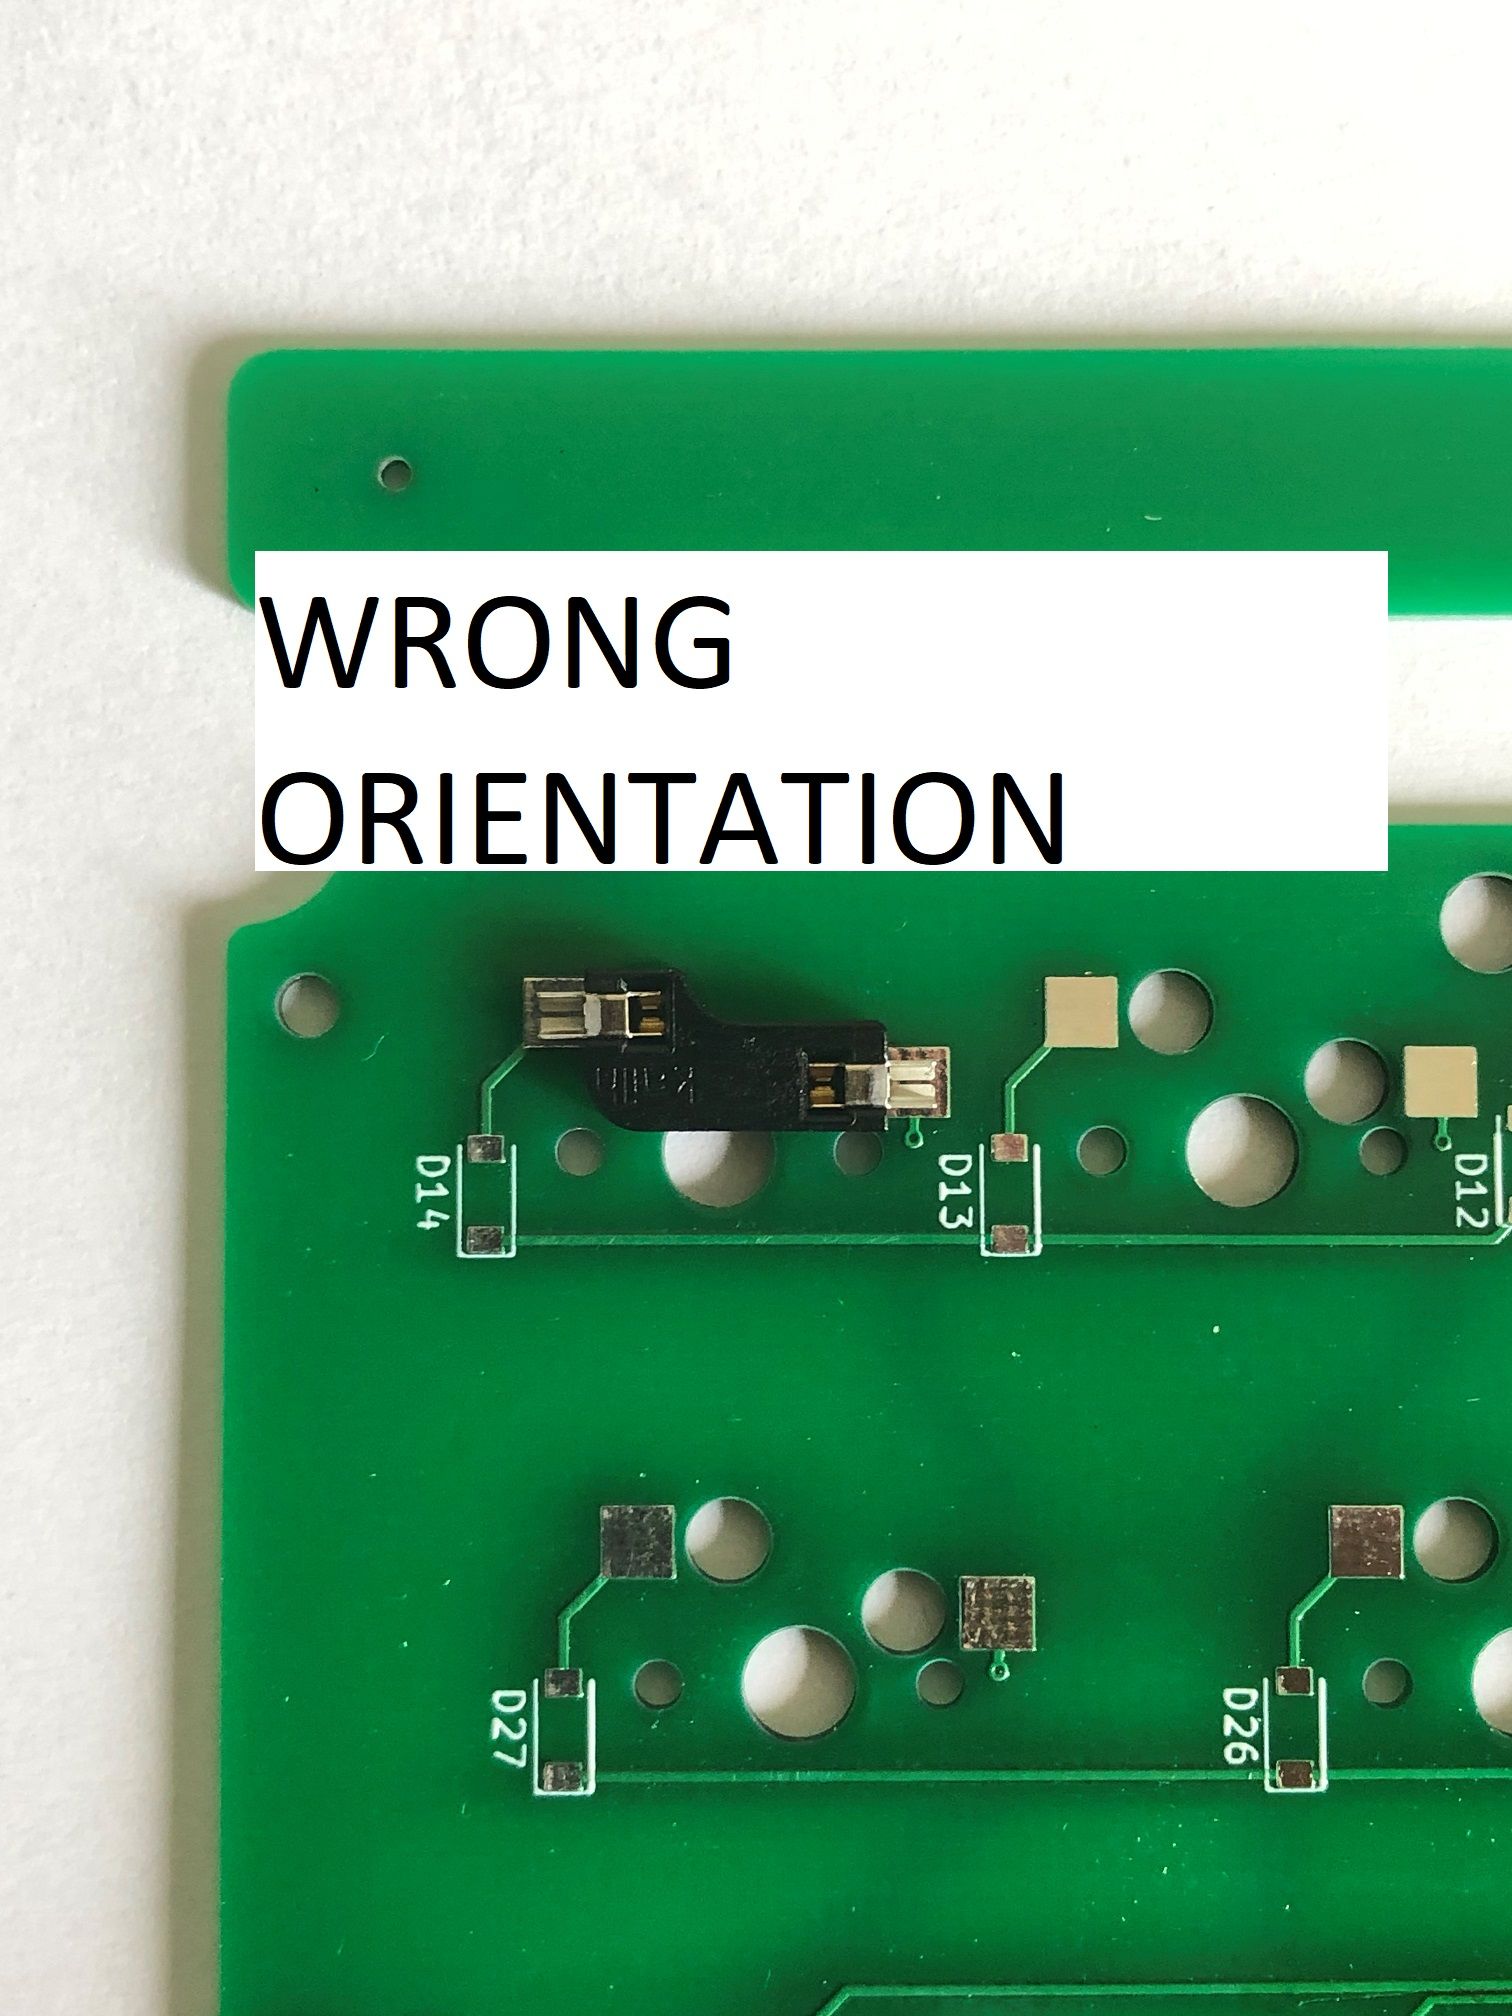 WRONG
ORIENTATION
D14
D13
D12
D27
D26